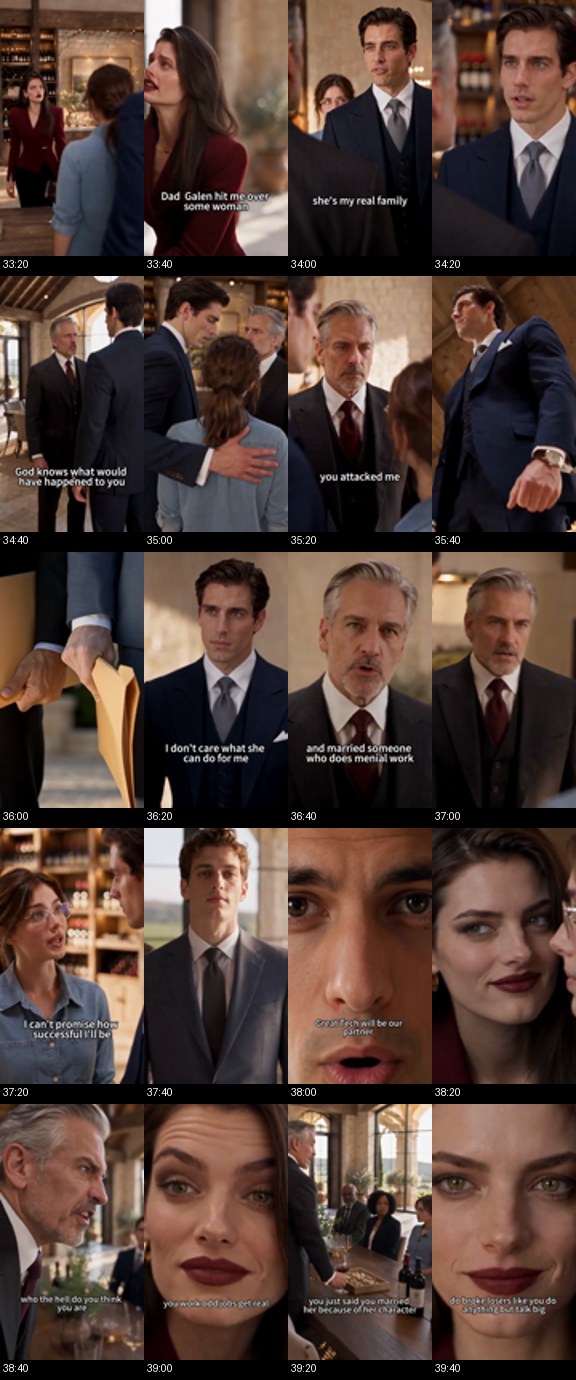 33:20
33:40
34:00
34:20
Dad Galen hit me over
some woman
she's my real family
34:40
35:00
35:20
35:40
God knows what would
have happened to you
you attacked me
36:00
36:20
36:40
37:00
I don't care what she
can do for me
and married someone
who does menial work
37:20
37:40
38:00
38:20
I can't promise how
successful I'll be
Great Tech will be our
partner
38:40
39:00
39:20
39:40
who the hell do you think
you are
you work odd jobs get real
you just said you married
her because of her character
do broke losers like you do
anything but talk big